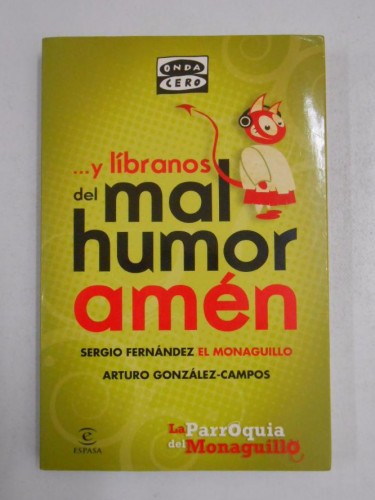 ONDA
CERO
...y líbranos
del mal
humor
amén
SERGIO FERNÁNDEZ EL MONAGUILLO
ARTURO GONZÁLEZ-CAMPOS
La ParrOquia
del MonaguillO
e
ESPASA